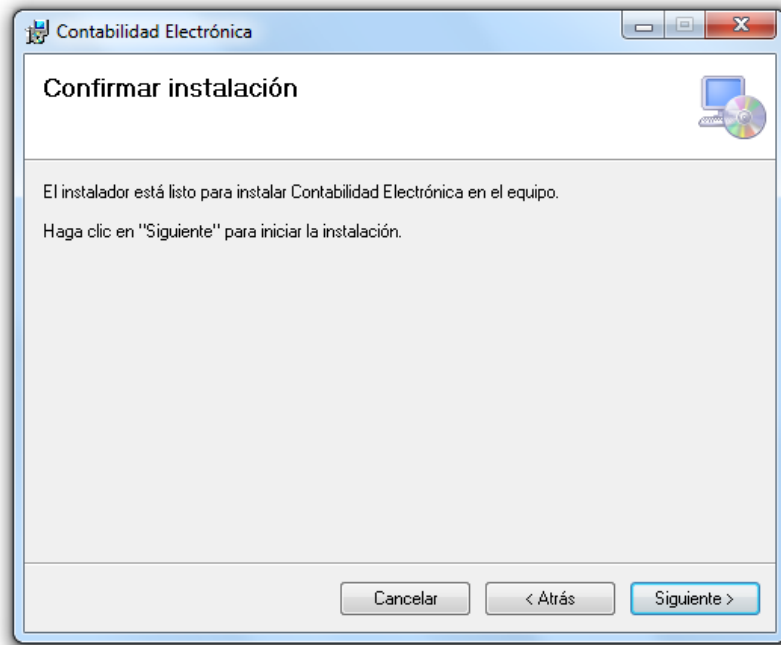 Contabilidad Electrónica
Confirmar instalación
El instalador está listo para instalar Contabilidad Electrónica en el equipo.
Haga clic en "Siguiente" para iniciar la instalación.
Cancelar
< Atrás
Siguiente >